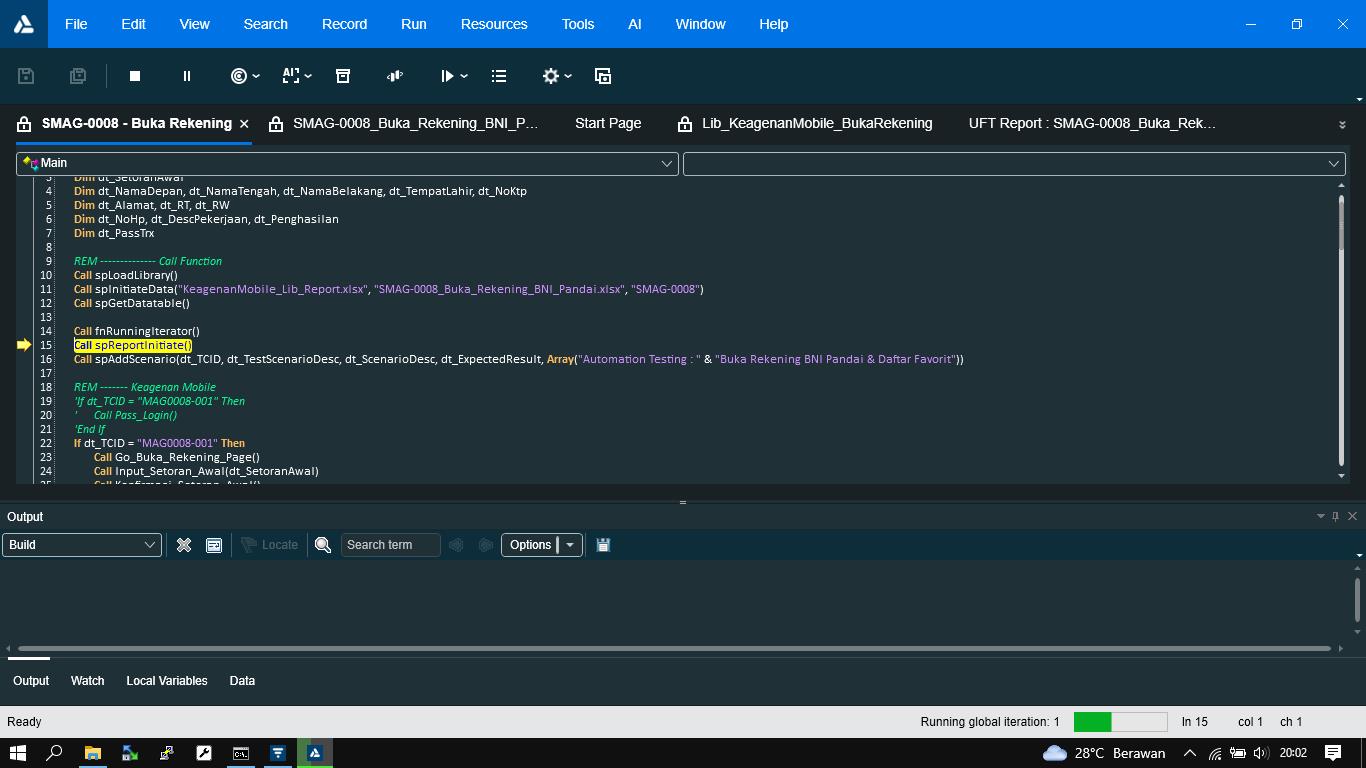 File Edit View Search Record Run Resources Tools AI Window Help
SMAG-0008 - Buka Rekening SMAG-0008_Buka_Rekening_BNI_P... Start Page Lib_KeagenanMobile_BukaRekening UFT Report : SMAG-0008_Buka_Rek...
Main
3 Dim dt_SetoranAwal
4 Dim dt_NamaDepan, dt_NamaTengah, dt_NamaBelakang, dt_TempatLahir, dt_NoKtp
5 Dim dt_Alamat, dt_RT, dt_RW
6 Dim dt_NoHp, dt_DescPekerjaan, dt_Penghasilan
7 Dim dt_PassTrx
8
9 REM -------------- Call Function
10 Call spLoadLibrary()
11 Call spInitiateData("KeagenanMobile_Lib_Report.xlsx", "SMAG-0008_Buka_Rekening_BNI_Pandai.xlsx", "SMAG-0008")
12 Call spGetDatatable()
13
14 Call fnRunningIterator()
15 Call spReportInitiate()
16 Call spAddScenario(dt_TCID, dt_TestScenarioDesc, dt_ScenarioDesc, dt_ExpectedResult, Array("Automation Testing : " & "Buka Rekening BNI Pandai & Daftar Favorit"))
17
18 REM ------- Keagenan Mobile
19 'If dt_TCID = "MAG0008-001" Then
20 ' Call Pass_Login()
21 'End If
22 If dt_TCID = "MAG0008-001" Then
23 Call Go_Buka_Rekening_Page()
24 Call Input_Setoran_Awal(dt_SetoranAwal)
25 Call Konfirmasi_Setoran_Awal()
Output
Build Locate Search term Options
Output Watch Local Variables Data
Ready Running global iteration: 1 ln 15 col 1 ch 1
28°C Berawan 20:02